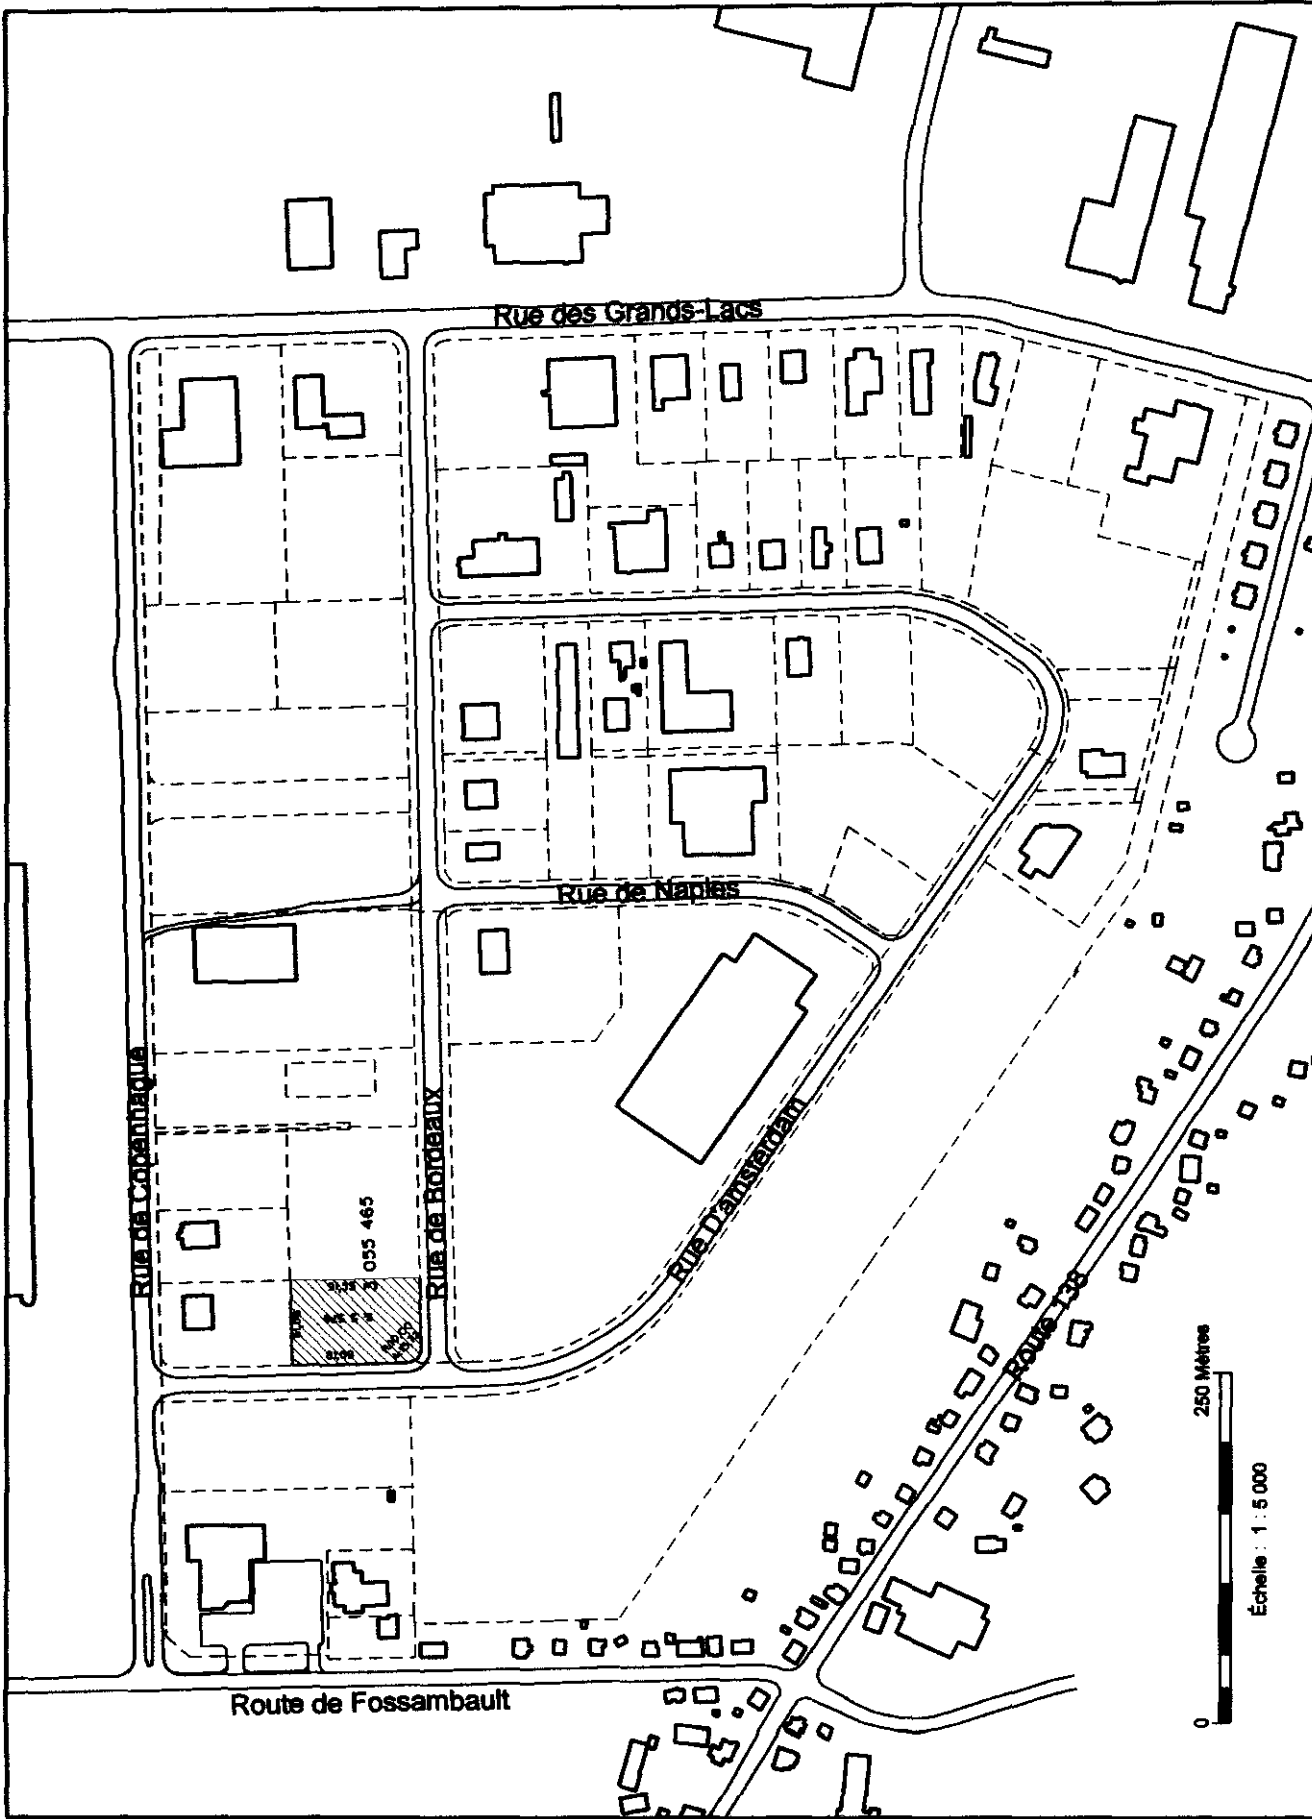 Rue des Grands-Lacs
Rue de Naples
Rue de Copenhague
Rue de Bordeaux
055 465
Rue D'amsterdam
Route 138
Route de Fossambault
0
250 Mètres
Échelle : 1 : 5 000